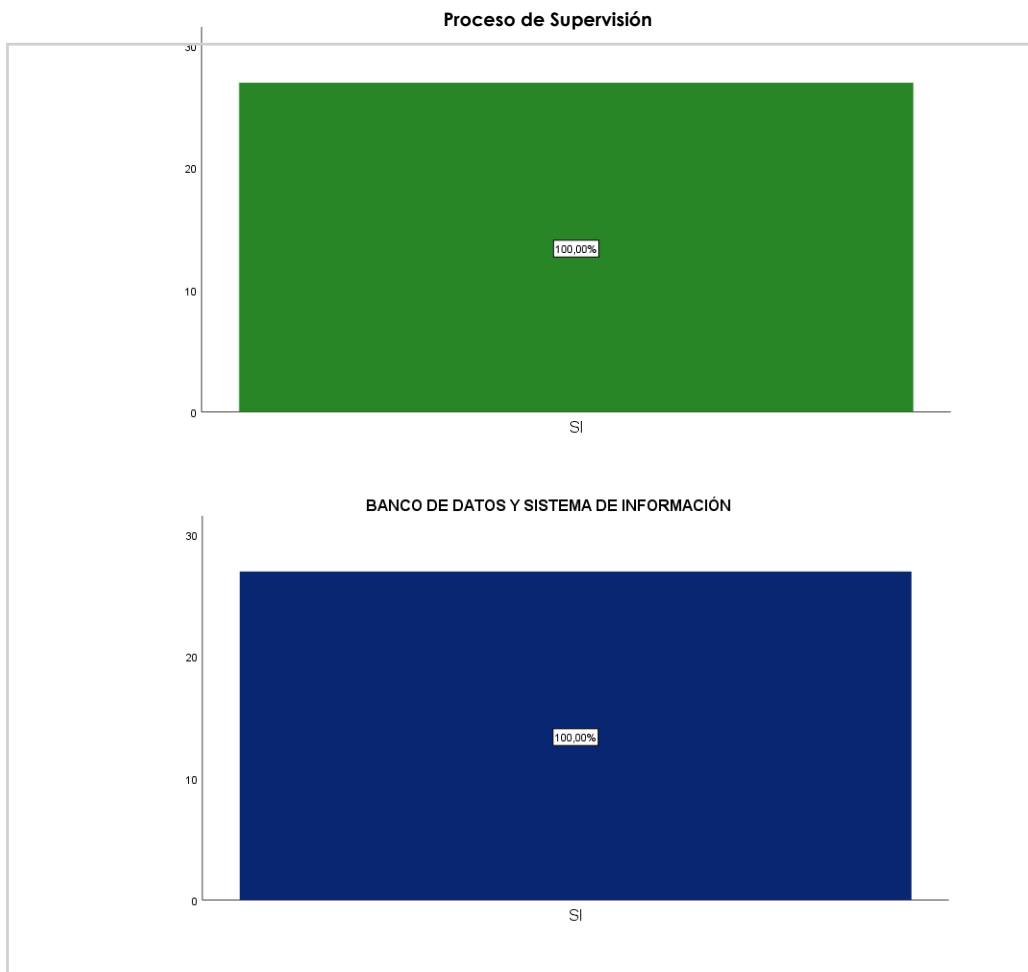 Proceso de Supervisión
30
20
100,00%
10
0
SI
BANCO DE DATOS Y SISTEMA DE INFORMACIÓN
30
20
100,00%
10
0
SI